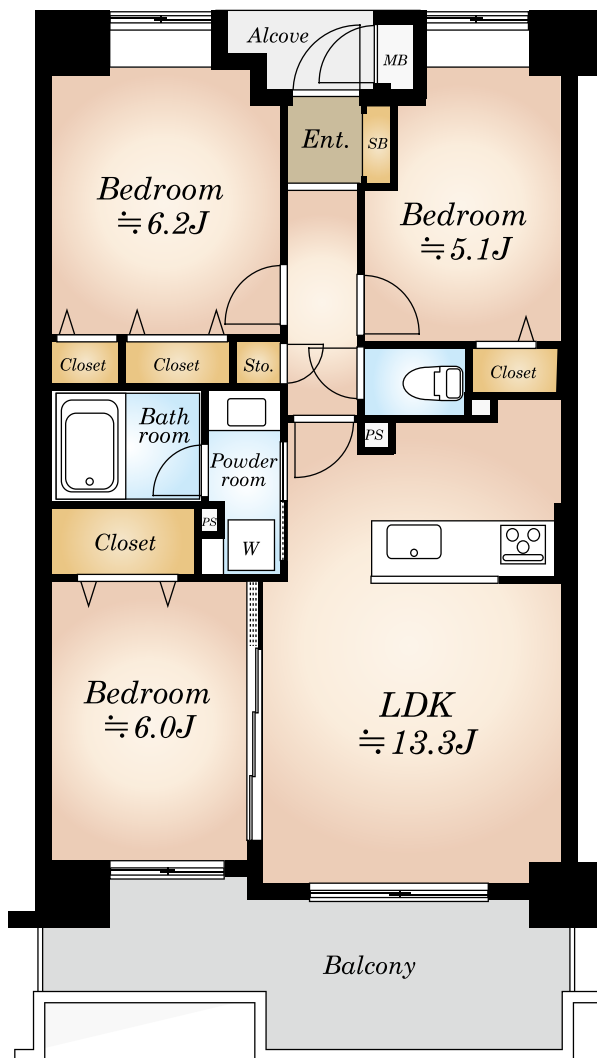 Alcove
MB
Ent.
SB
Bedroom
≒6.2J
Bedroom
≒5.1J
Closet
Closet
Sto.
Closet
Bath
room
Powder
room
PS
PS
Closet
W
Bedroom
≒6.0J
LDK
≒13.3J
Balcony